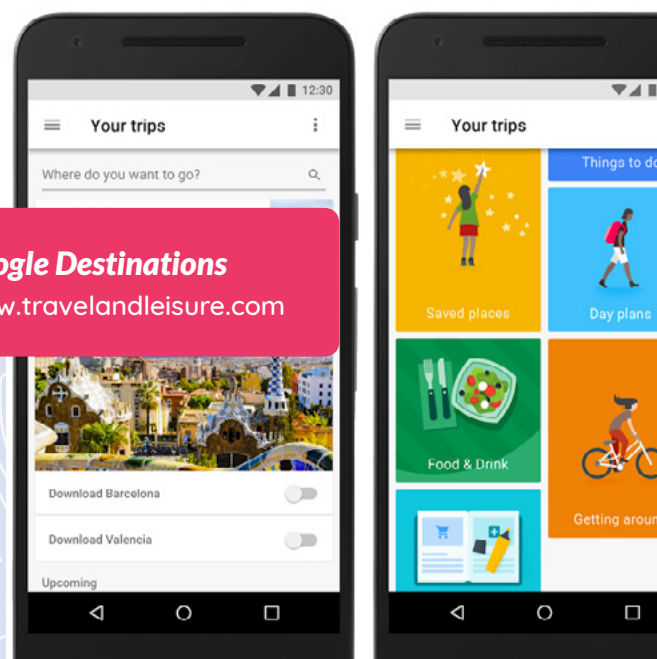 12:30
Your trips
Where do you want to go?
ogle Destinations
w.travelandleisure.com
Download Barcelona
Download Valencia
Upcoming
Your trips
Things to do
Saved places
Day plans
Food & Drink
Getting aroun